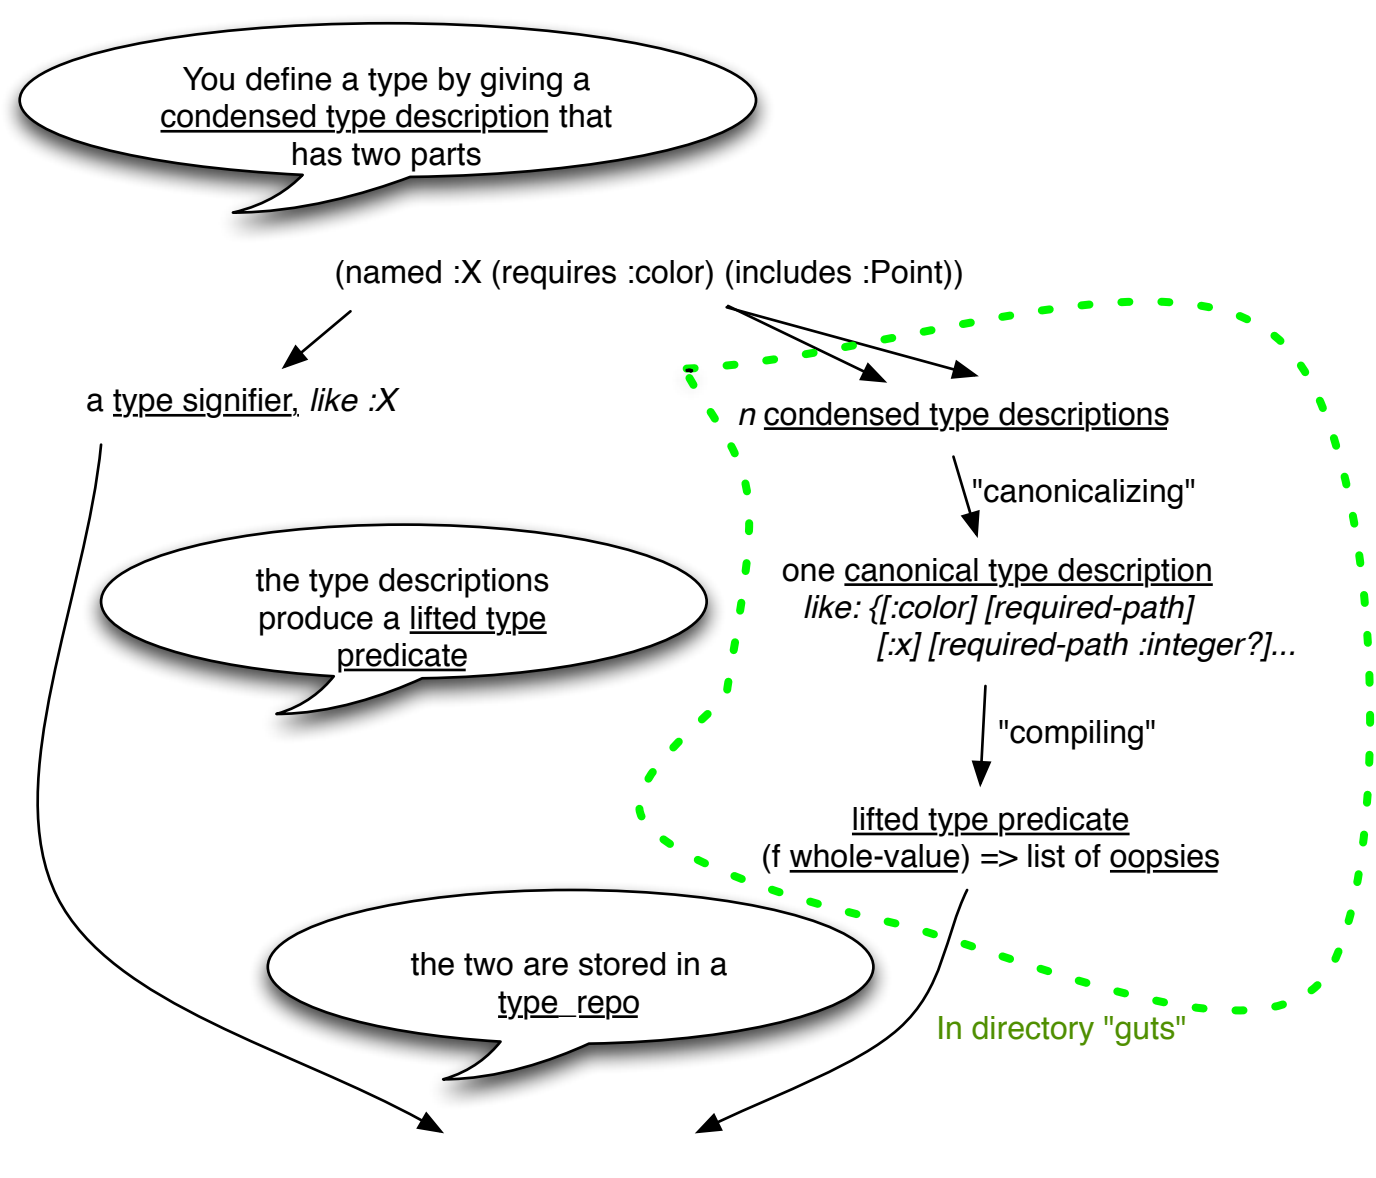 You define a type by giving a
condensed type description that
has two parts
(named :X (requires :color) (includes :Point))
a type signifier, like :X
n condensed type descriptions
"canonicalizing"
the type descriptions
produce a lifted type
predicate
one canonical type description
like: {[:color] [required-path]
[:x] [required-path :integer?]...
"compiling"
lifted type predicate
(f whole-value) => list of oopsies
the two are stored in a
type_repo
In directory "guts"